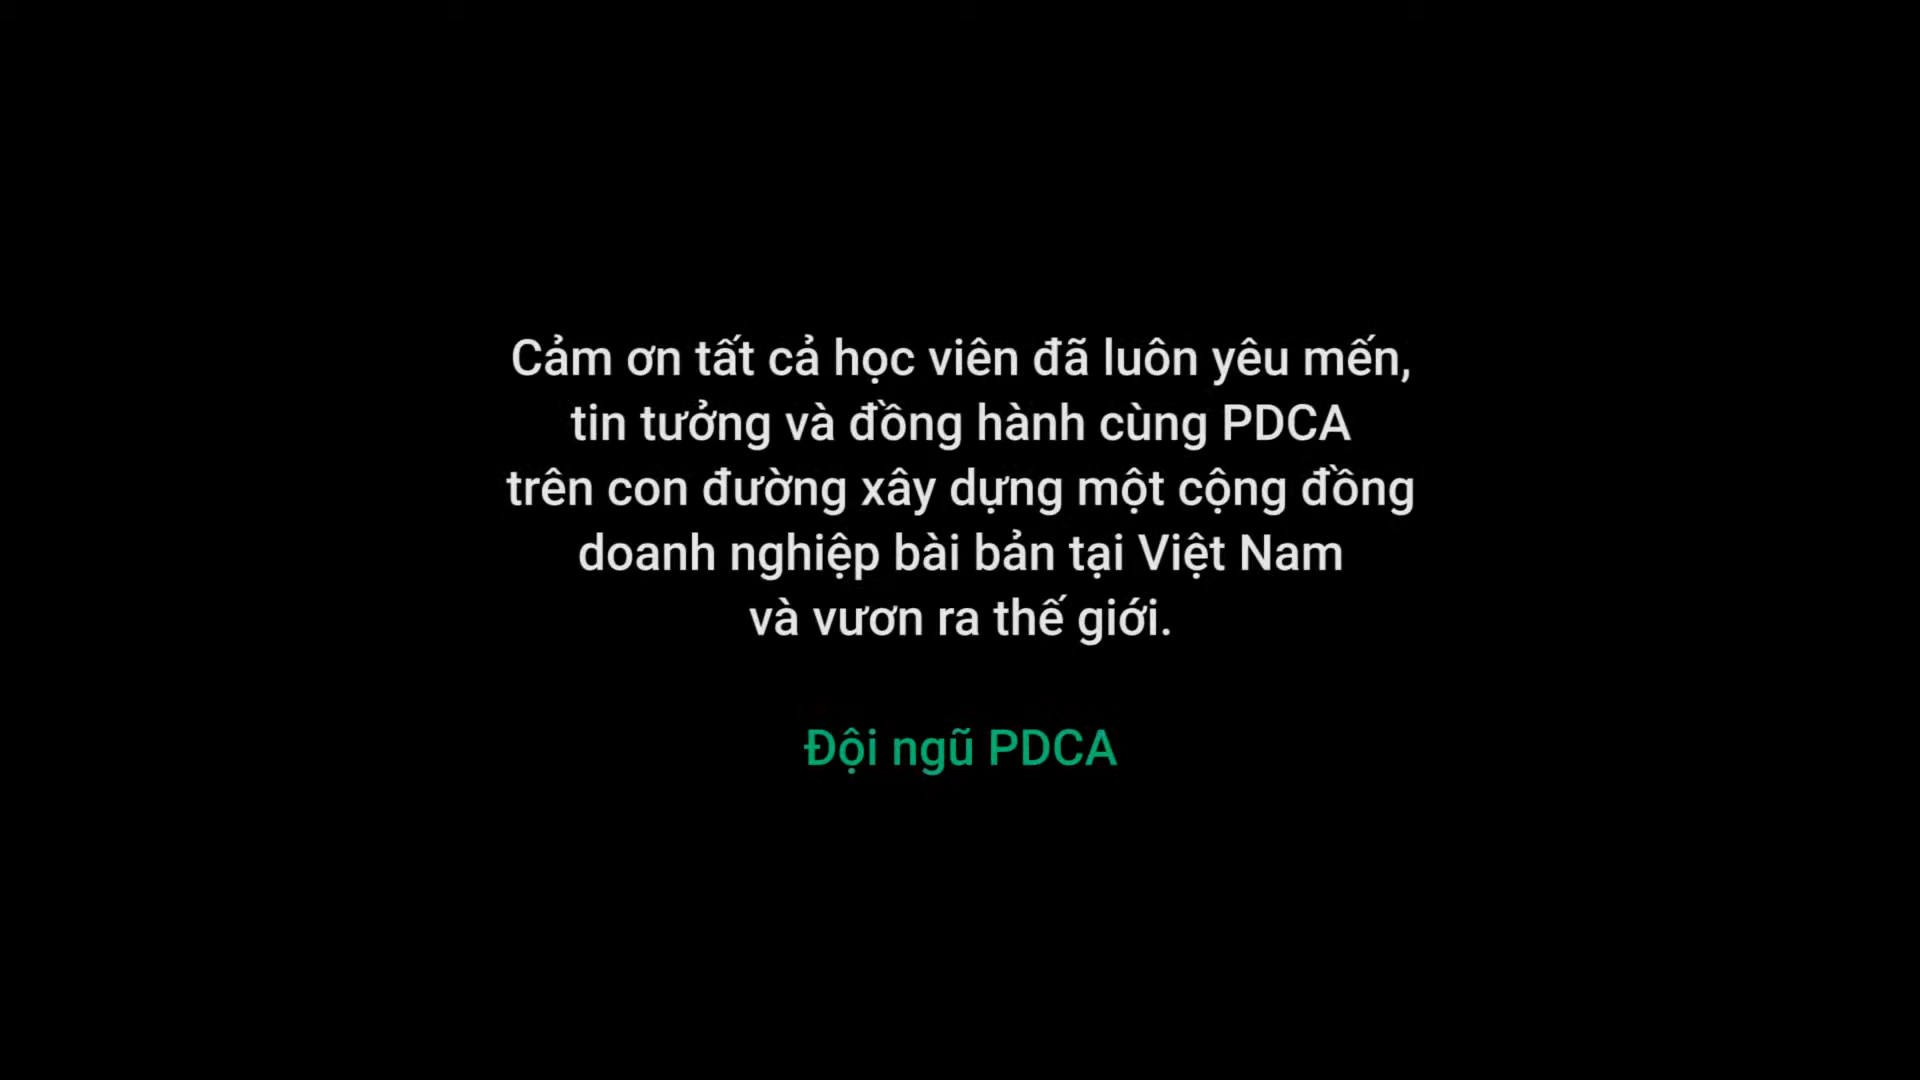 Cảm ơn tất cả học viên đã luôn yêu mến,
tin tưởng và đồng hành cùng PDCA
trên con đường xây dựng một cộng đồng
doanh nghiệp bài bản tại Việt Nam
và vươn ra thế giới.
Đội ngũ PDCA